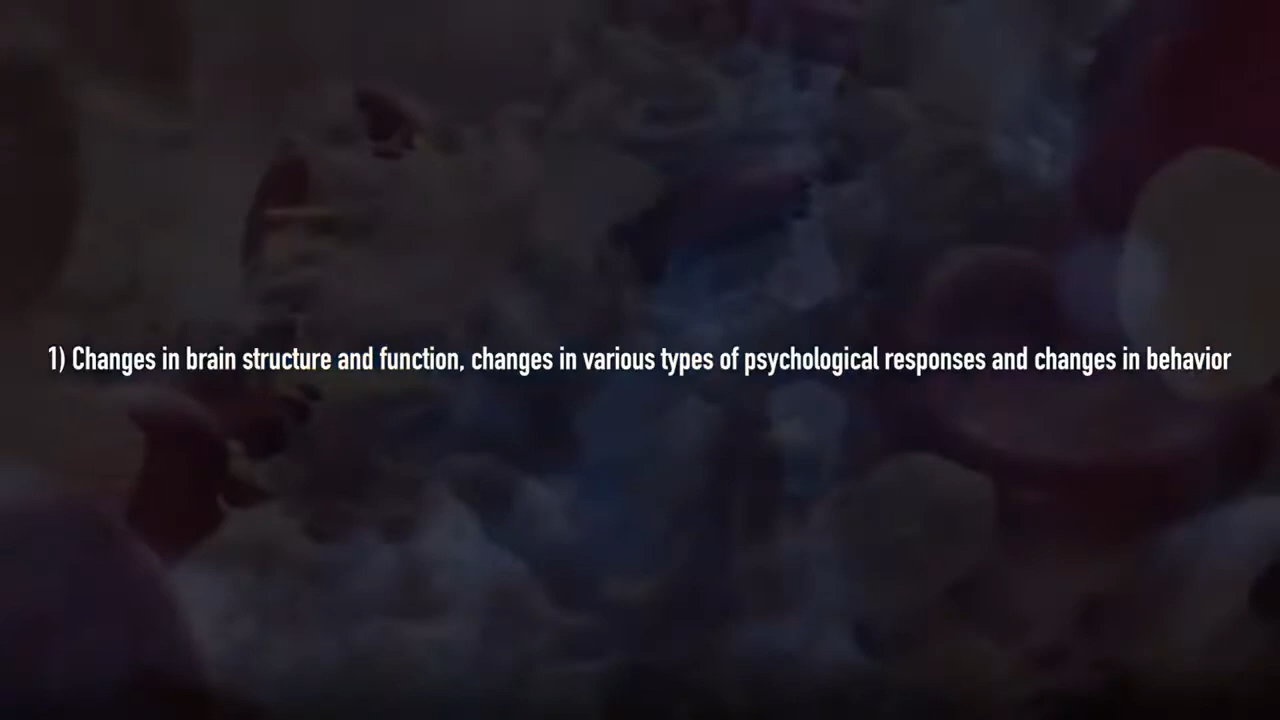 1) Changes in brain structure and function, changes in various types of psychological responses and changes in behavior